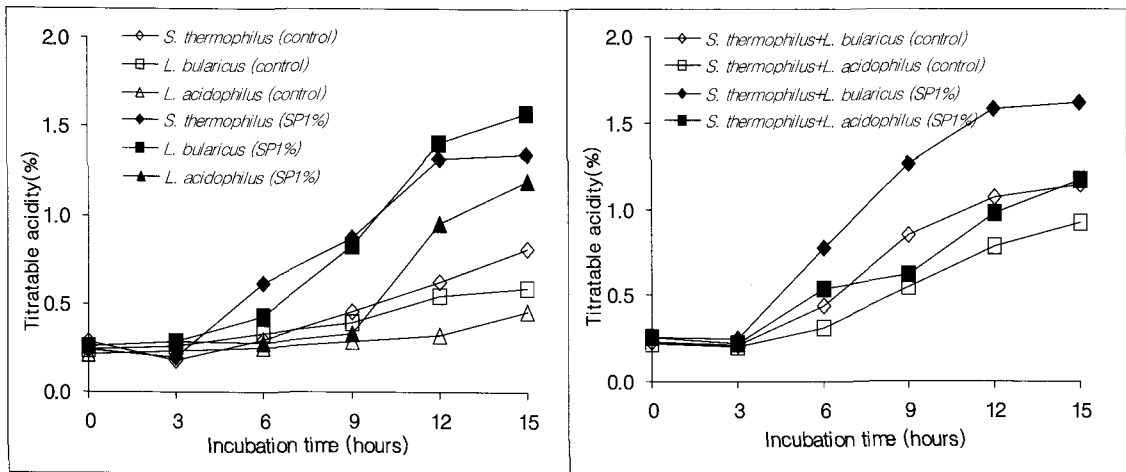 2.0
1.5
1.0
0.5
0.0
Titratable acidity(%)
S. thermophilus (control)
L. bularicus (control)
L. acidophilus (control)
S. thermophilus (SP1%)
L. bularicus (SP1%)
L. acidophilus (SP1%)
0 3 6 9 12 15
Incubation time (hours)
2.0
1.5
1.0
0.5
0.0
Titratable acidity(%)
S. thermophilus+L. bularicus (control)
S. thermophilus+L. acidophilus (control)
S. thermophilus+L. bularicus (SP1%)
S. thermophilus+L. acidophilus (SP1%)
0 3 6 9 12 15
Incubation time (hours)